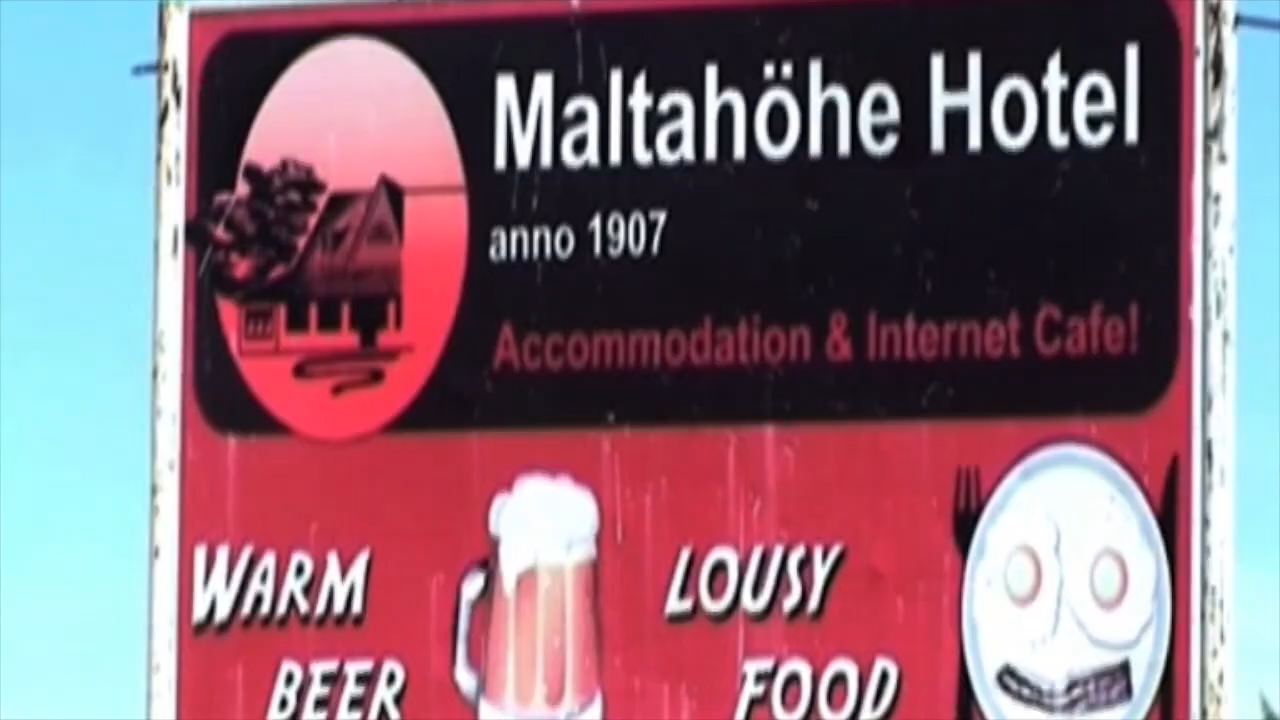 Maltahöhe Hotel
anno 1907
Accommodation & Internet Cafe!
WARM
BEER
LOUSY
FOOD